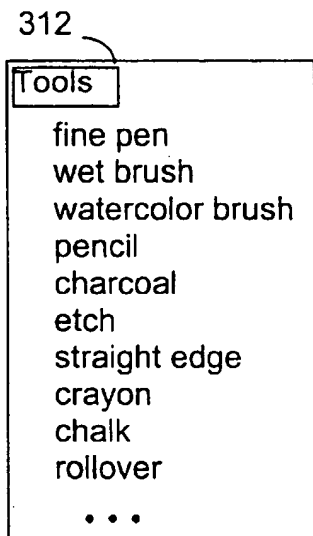 312
Tools
fine pen
wet brush
watercolor brush
pencil
charcoal
etch
straight edge
crayon
chalk
rollover
...